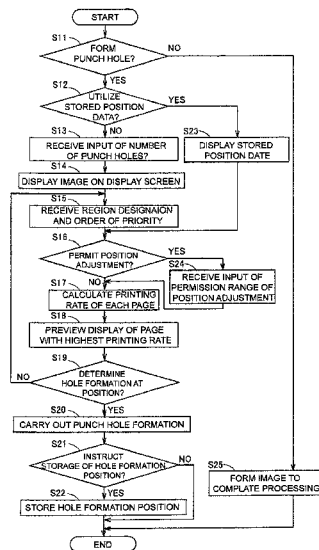 START
S11
FORM
PUNCH HOLE?
NO
YES
S12
UTILIZE
STORED POSITION
DATA?
YES
NO
S13
RECEIVE INPUT OF NUMBER
OF PUNCH HOLES?
S23
DISPLAY STORED
POSITION DATE
S14
DISPLAY IMAGE ON DISPLAY SCREEN
S15
RECEIVE REGION DESIGNAION
AND ORDER OF PRIORITY
S16
PERMIT POSITION
ADJUSTMENT?
YES
S24
RECEIVE INPUT OF
PERMISSION RANGE OF
POSITION ADJUSTMENT
NO
S17
CALCULATE PRINTING
RATE OF EACH PAGE
S18
PREVIEW DISPLAY OF PAGE
WITH HIGHEST PRINTING RATE
S19
NO
DETERMINE
HOLE FORMATION AT
POSITION?
YES
S20
CARRY OUT PUNCH HOLE FORMATION
S21
INSTRUCT
STORAGE OF HOLE FORMATION
POSITION?
NO
YES
S22
STORE HOLE FORMATION POSITION
S25
FORM IMAGE TO
COMPLATE PROCESSING
END